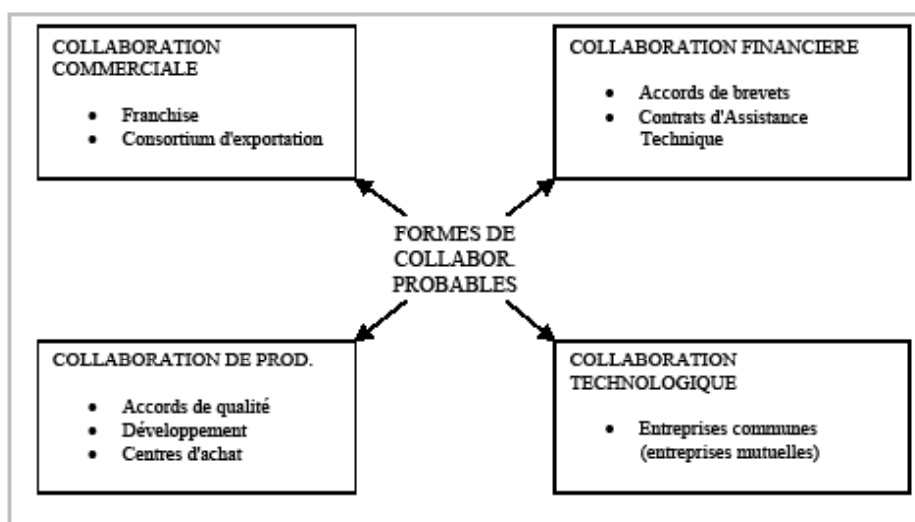 COLLABORATION
COMMERCIALE
• Franchise
• Consortium d'exportation
COLLABORATION FINANCIERE
• Accords de brevets
• Contrats d'Assistance
Technique
FORMES DE
COLLABOR.
PROBABLES
COLLABORATION DE PROD.
• Accords de qualité
• Développement
• Centres d'achat
COLLABORATION
TECHNOLOGIQUE
• Entreprises communes
(entreprises mutuelles)